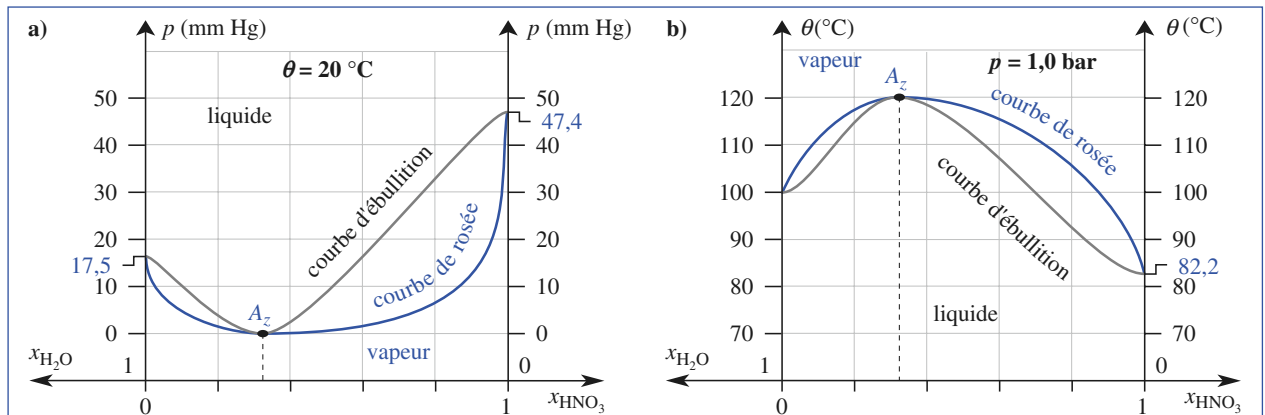 a)
p (mm Hg)
p (mm Hg)
θ = 20 °C
liquide
50
40
30
20
17,5
10
0
50
47,4
40
30
20
10
0
courbe d'ébullition
courbe de rosée
A_z
vapeur
x_H₂O
1
0
0
1
x_HNO₃
b)
θ(°C)
θ (°C)
vapeur
p = 1,0 bar
A_z
120
110
100
90
80
70
120
110
100
90
82,2
80
70
courbe de rosée
courbe d'ébullition
liquide
x_H₂O
1
0
0
1
x_HNO₃